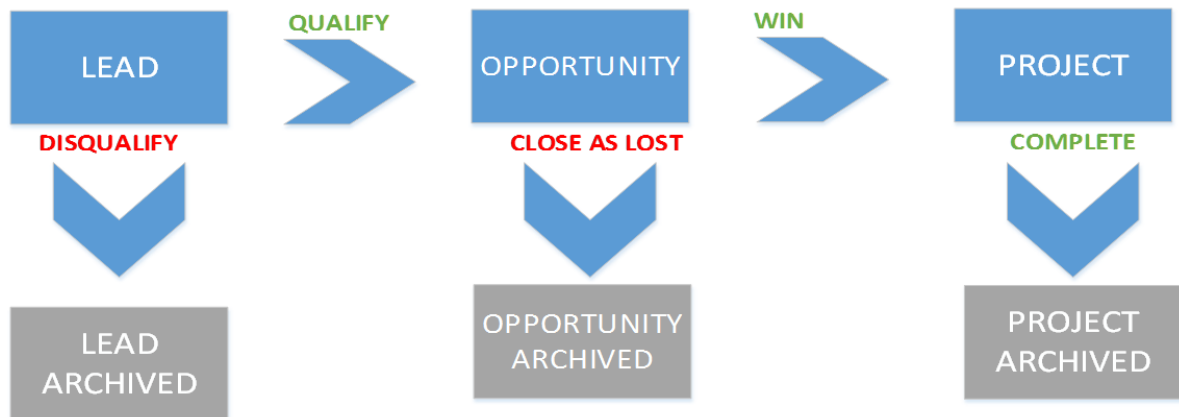 LEAD
QUALIFY
OPPORTUNITY
WIN
PROJECT
DISQUALIFY
CLOSE AS LOST
COMPLETE
LEAD
ARCHIVED
OPPORTUNITY
ARCHIVED
PROJECT
ARCHIVED